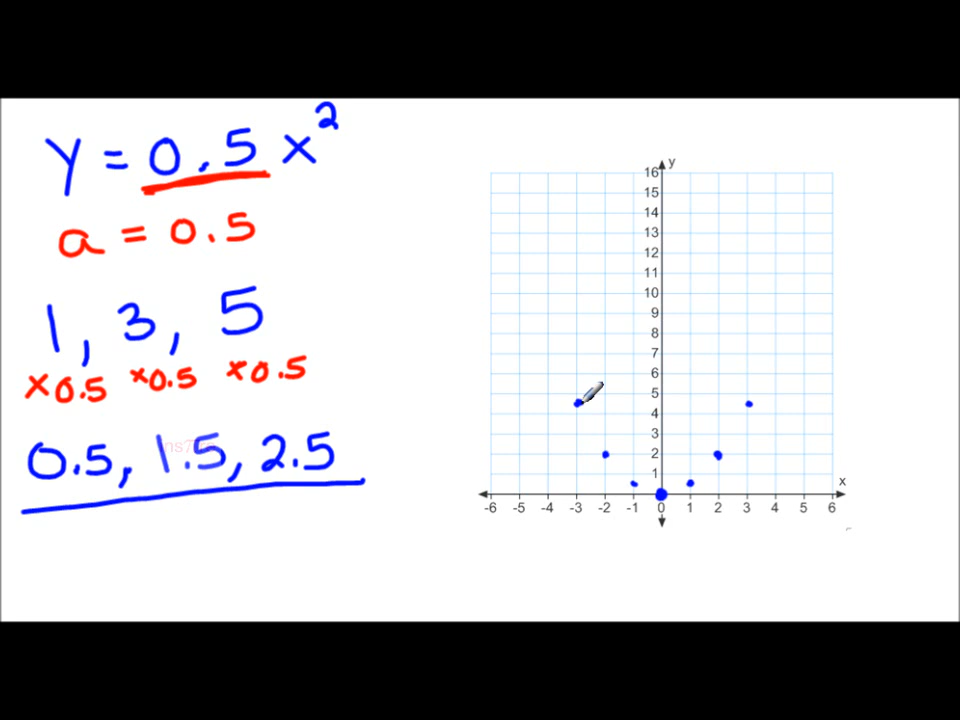 y = 0.5 x²
a = 0.5
1, 3, 5
×0.5 ×0.5 ×0.5
0.5, 1.5, 2.5
y
16
15
14
13
12
11
10
9
8
7
6
5
4
3
2
1
x
-6 -5 -4 -3 -2 -1 0 1 2 3 4 5 6